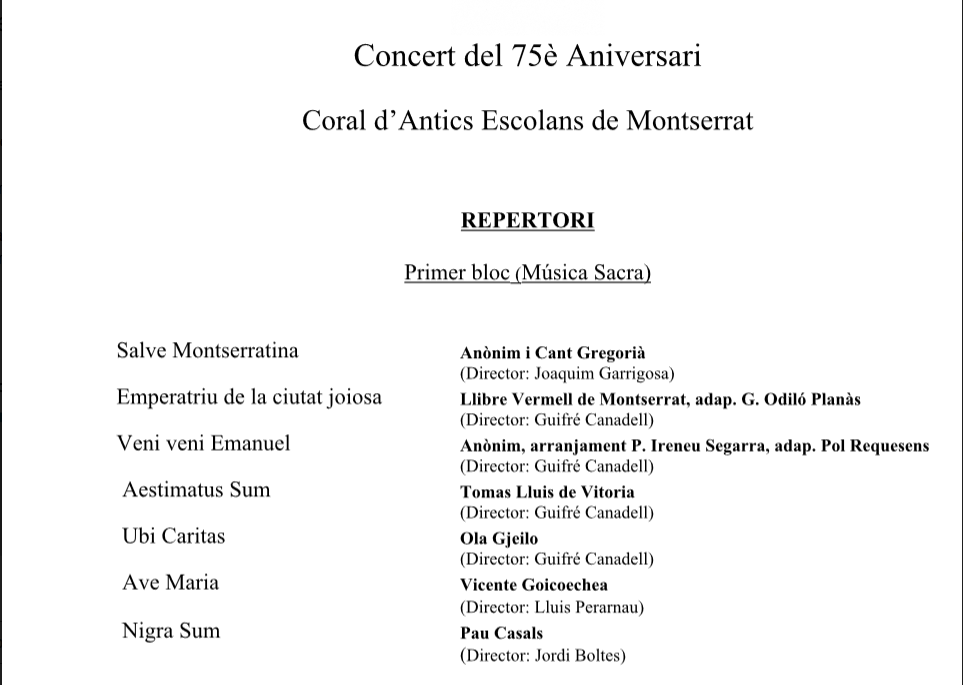 Concert del 75è Aniversari
Coral d’Antics Escolans de Montserrat
REPERTORI
Primer bloc (Música Sacra)
Salve Montserratina Anònim i Cant Gregorià
(Director: Joaquim Garrigosa)
Emperatriu de la ciutat joiosa Llibre Vermell de Montserrat, adap. G. Odiló Planàs
(Director: Guifré Canadell)
Veni veni Emanuel Anònim, arranjament P. Ireneu Segarra, adap. Pol Requesens
(Director: Guifré Canadell)
Aestimatus Sum Tomas Lluis de Vitoria
(Director: Guifré Canadell)
Ubi Caritas Ola Gjeilo
(Director: Guifré Canadell)
Ave Maria Vicente Goicoechea
(Director: Lluis Perarnau)
Nigra Sum Pau Casals
(Director: Jordi Boltes)